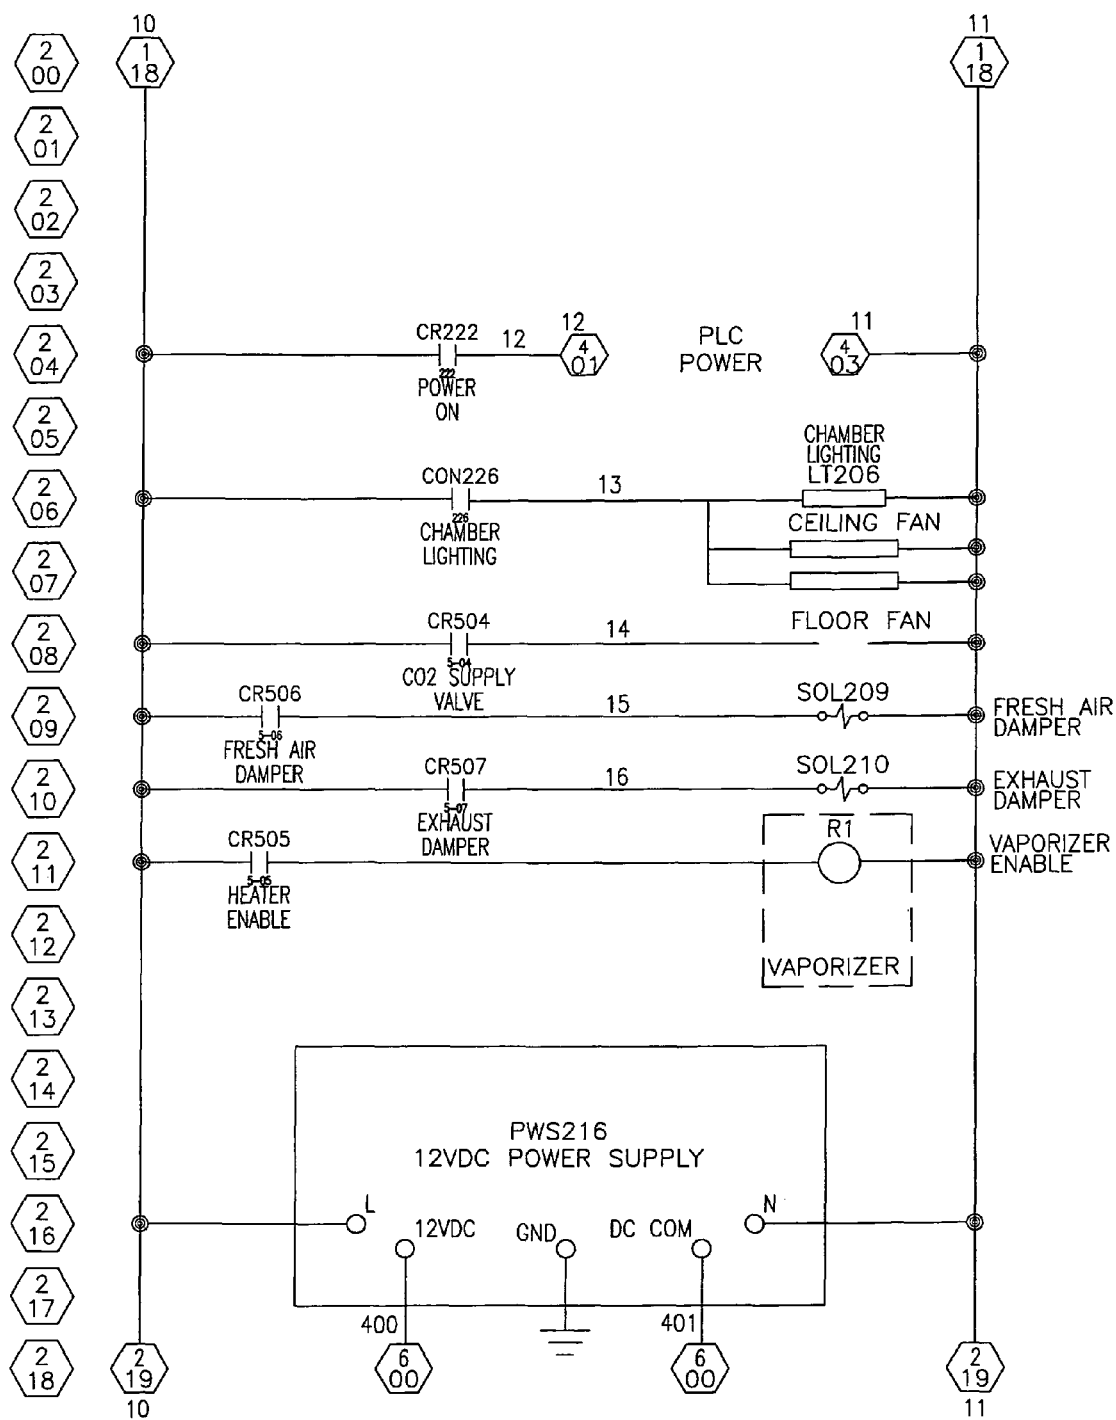 10
11
2
00
1
18
1
18
2
01
2
02
2
03
2
04
CR222
222
POWER
ON
12
12
4
01
PLC
POWER
11
4
03
2
05
CHAMBER
LIGHTING
LT206
2
06
CON226
226
CHAMBER
LIGHTING
13
CEILING FAN
2
07
FLOOR FAN
2
08
CR504
5-04
CO2 SUPPLY
VALVE
14
2
09
CR506
5-06
FRESH AIR
DAMPER
15
SOL209
FRESH AIR
DAMPER
2
10
CR507
5-07
EXHAUST
DAMPER
16
SOL210
EXHAUST
DAMPER
2
11
CR505
5-05
HEATER
ENABLE
R1
VAPORIZER
ENABLE
2
12
VAPORIZER
2
13
2
14
2
15
PWS216
12VDC POWER SUPPLY
2
16
L
12VDC
GND
DC COM
N
2
17
400
401
2
18
2
19
6
00
6
00
2
19
10
11